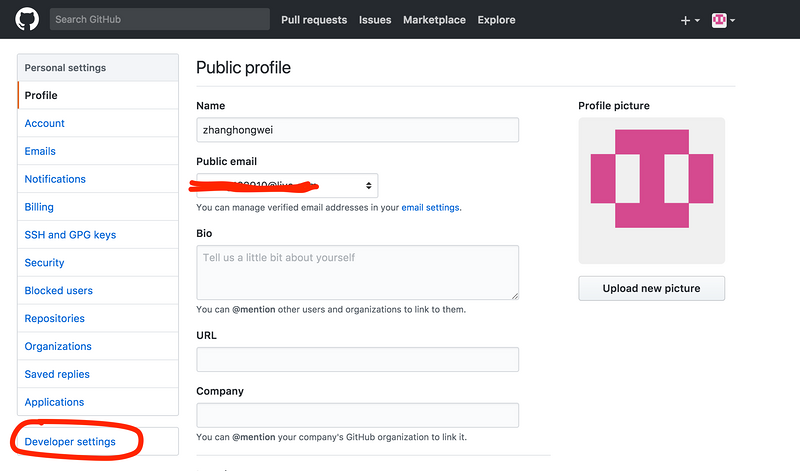 Search GitHub
Pull requests Issues Marketplace Explore
Personal settings
Profile
Account
Emails
Notifications
Billing
SSH and GPG keys
Security
Blocked users
Repositories
Organizations
Saved replies
Applications
Developer settings
Public profile
Name
zhanghongwei
Public email
You can manage verified email addresses in your email settings.
Bio
Tell us a little bit about yourself
You can @mention other users and organizations to link to them.
URL
Company
You can @mention your company's GitHub organization to link it.
Profile picture
Upload new picture